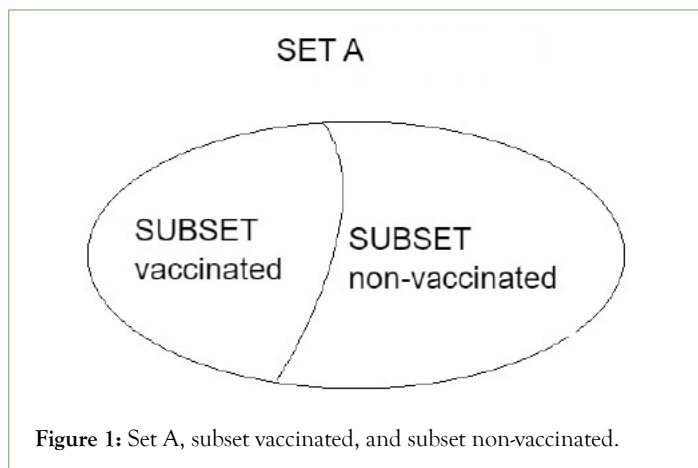 SET A
SUBSET
vaccinated
SUBSET
non-vaccinated
Figure 1: Set A, subset vaccinated, and subset non-vaccinated.